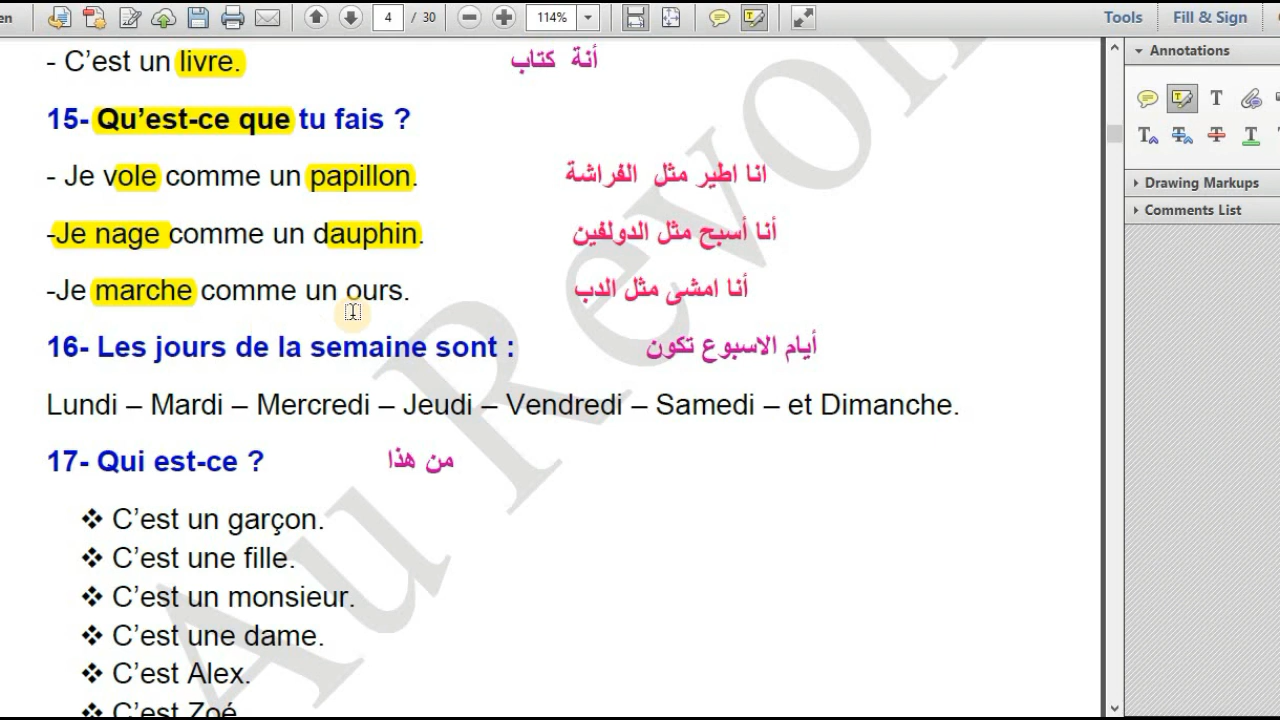 en
4 / 30
114%
Tools
Fill & Sign
Annotations
Drawing Markups
Comments List
- C’est un livre. أنة كتاب
15- Qu’est-ce que tu fais ?
- Je vole comme un papillon. انا اطير مثل الفراشة
-Je nage comme un dauphin. أنا أسبح مثل الدولفين
-Je marche comme un ours. أنا امشى مثل الدب
16- Les jours de la semaine sont : أيام الاسبوع تكون
Lundi – Mardi – Mercredi – Jeudi – Vendredi – Samedi – et Dimanche.
17- Qui est-ce ? من هذا
❖ C’est un garçon.
❖ C’est une fille.
❖ C’est un monsieur.
❖ C’est une dame.
❖ C’est Alex.
❖ C’est Zoé
Au Revoir